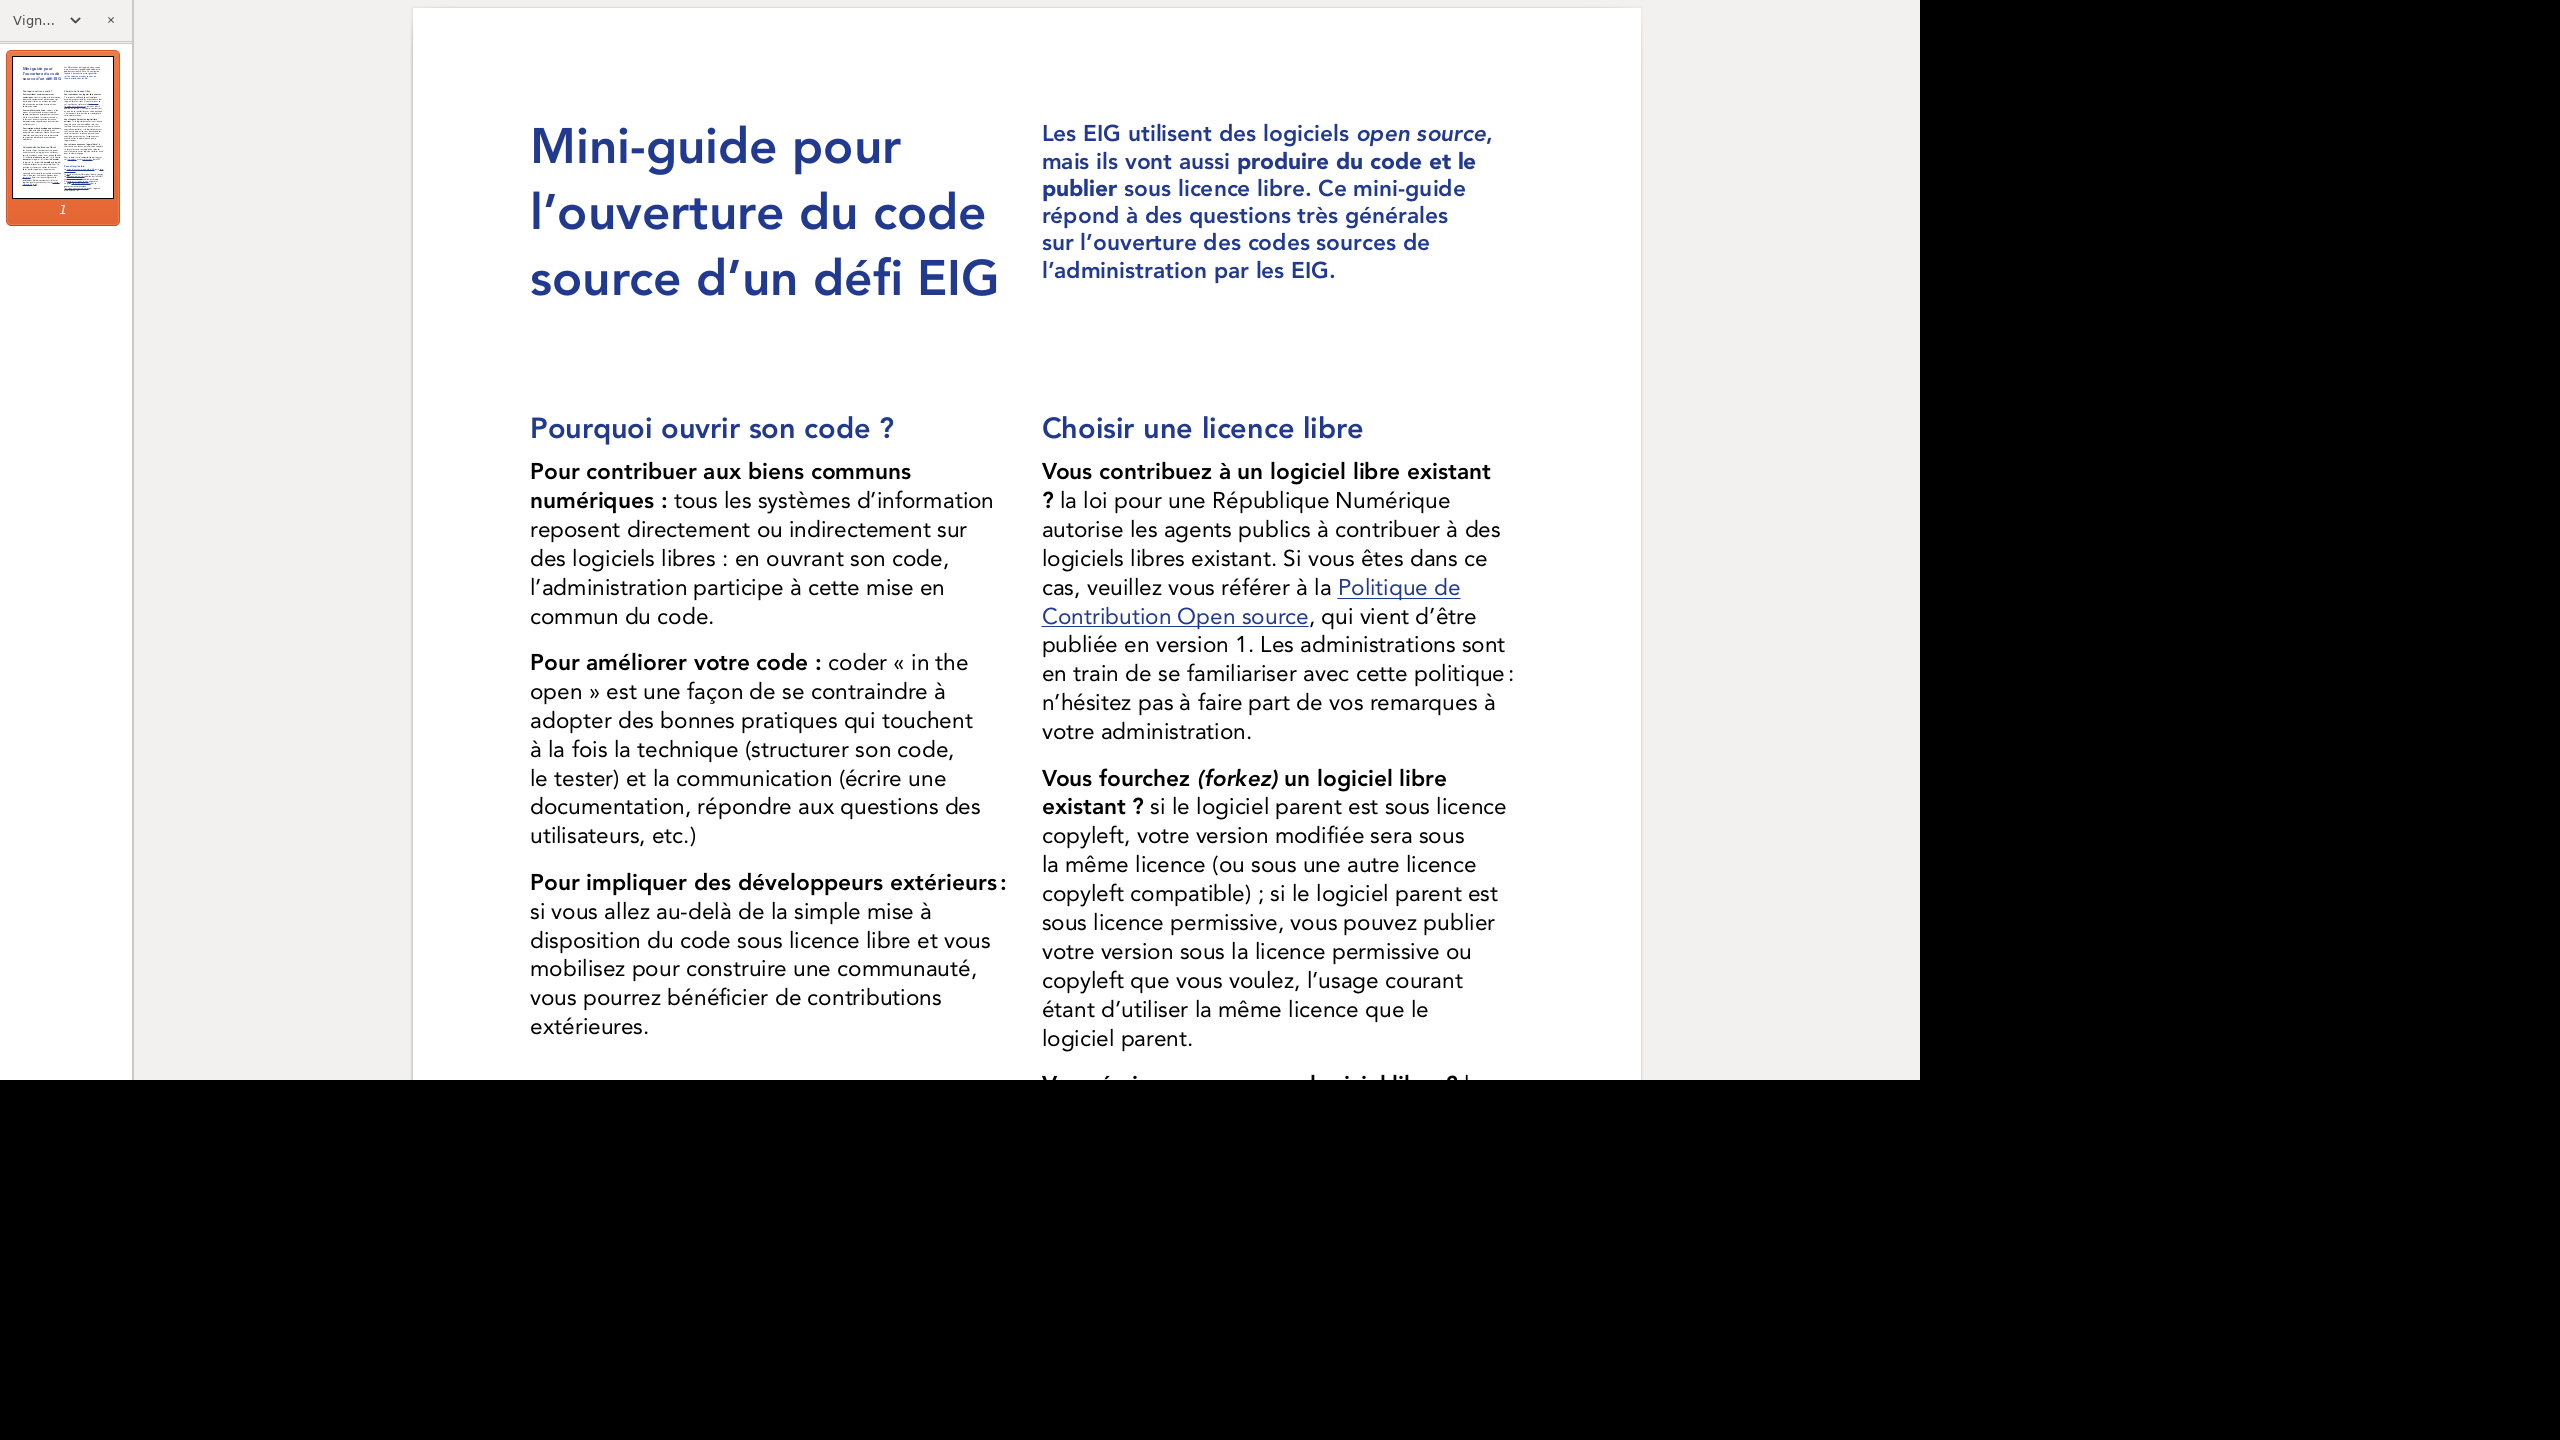 Vign...
1
Mini-guide pour
l’ouverture du code
source d’un défi EIG
Les EIG utilisent des logiciels open source,
mais ils vont aussi produire du code et le
publier sous licence libre. Ce mini-guide
répond à des questions très générales
sur l’ouverture des codes sources de
l’administration par les EIG.
Pourquoi ouvrir son code ?
Pour contribuer aux biens communs
numériques : tous les systèmes d’information
reposent directement ou indirectement sur
des logiciels libres : en ouvrant son code,
l’administration participe à cette mise en
commun du code.
Pour améliorer votre code : coder « in the
open » est une façon de se contraindre à
adopter des bonnes pratiques qui touchent
à la fois la technique (structurer son code,
le tester) et la communication (écrire une
documentation, répondre aux questions des
utilisateurs, etc.)
Pour impliquer des développeurs extérieurs :
si vous allez au-delà de la simple mise à
disposition du code sous licence libre et vous
mobilisez pour construire une communauté,
vous pourrez bénéficier de contributions
extérieures.
Choisir une licence libre
Vous contribuez à un logiciel libre existant
? la loi pour une République Numérique
autorise les agents publics à contribuer à des
logiciels libres existant. Si vous êtes dans ce
cas, veuillez vous référer à la Politique de
Contribution Open source, qui vient d’être
publiée en version 1. Les administrations sont
en train de se familiariser avec cette politique :
n’hésitez pas à faire part de vos remarques à
votre administration.
Vous fourchez (forkez) un logiciel libre
existant ? si le logiciel parent est sous licence
copyleft, votre version modifiée sera sous
la même licence (ou sous une autre licence
copyleft compatible) ; si le logiciel parent est
sous licence permissive, vous pouvez publier
votre version sous la licence permissive ou
copyleft que vous voulez, l’usage courant
étant d’utiliser la même licence que le
logiciel parent.